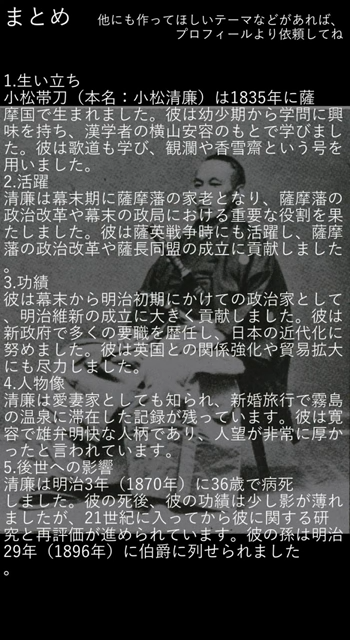 まとめ
他にも作ってほしいテーマなどがあれば、
プロフィールより依頼してね
1.生い立ち
小松帯刀（本名：小松清廉）は1835年に薩
摩国で生まれました。彼は幼少期から学問に興
味を持ち、漢学者の横山安容のもとで学びまし
た。彼は歌道も学び、観瀾や香雪齋という号を
用いました。
2.活躍
清廉は幕末期に薩摩藩の家老となり、薩摩藩の
政治改革や幕末の政局における重要な役割を果
たしました。彼は薩英戦争時にも活躍し、薩摩
藩の政治改革や薩長同盟の成立に貢献しました
。
3.功績
彼は幕末から明治初期にかけての政治家として
、明治維新の成立に大きく貢献しました。彼は
新政府で多くの要職を歴任し、日本の近代化に
努めました。彼は英国との関係強化や貿易拡大
にも尽力しました。
4.人物像
清廉は愛妻家としても知られ、新婚旅行で霧島
の温泉に滞在した記録が残っています。彼は寛
容で雄弁明快な人柄であり、人望が非常に厚か
ったと言われています。
5.後世への影響
清廉は明治3年（1870年）に36歳で病死
しました。彼の死後、彼の功績は少し影が薄れ
ましたが、21世紀に入ってから彼に関する研
究と再評価が進められています。彼の孫は明治
29年（1896年）に伯爵に列せられました
。